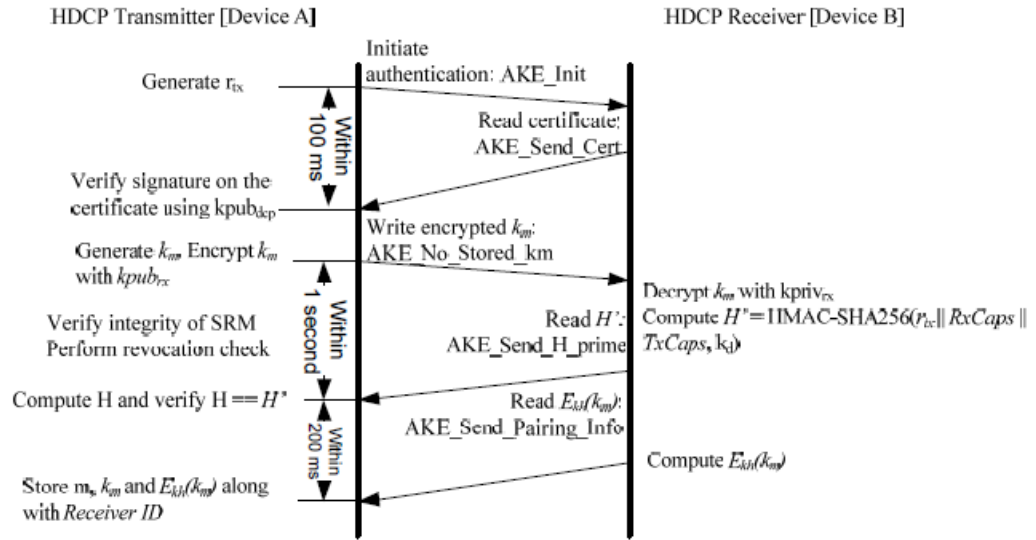 HDCP Transmitter [Device A]
HDCP Receiver [Device B]
Initiate
authentication: AKE_Init
Generate rtx
Within
100 ms
Read certificate:
AKE_Send_Cert
Verify signature on the
certificate using kpubdcp
Write encrypted km:
AKE_No_Stored_km
Generate km, Encrypt km
with kpubrx
Within
1 second
Decrypt km with kprivrx
Compute H' = HMAC-SHA256(rtx || RxCaps ||
TxCaps, kd)
Verify integrity of SRM
Perform revocation check
Read H':
AKE_Send_H_prime
Compute H and verify H == H'
Within
200 ms
Read Ekh(km):
AKE_Send_Pairing_Info
Compute Ekh(km)
Store m, km and Ekh(km) along
with Receiver ID